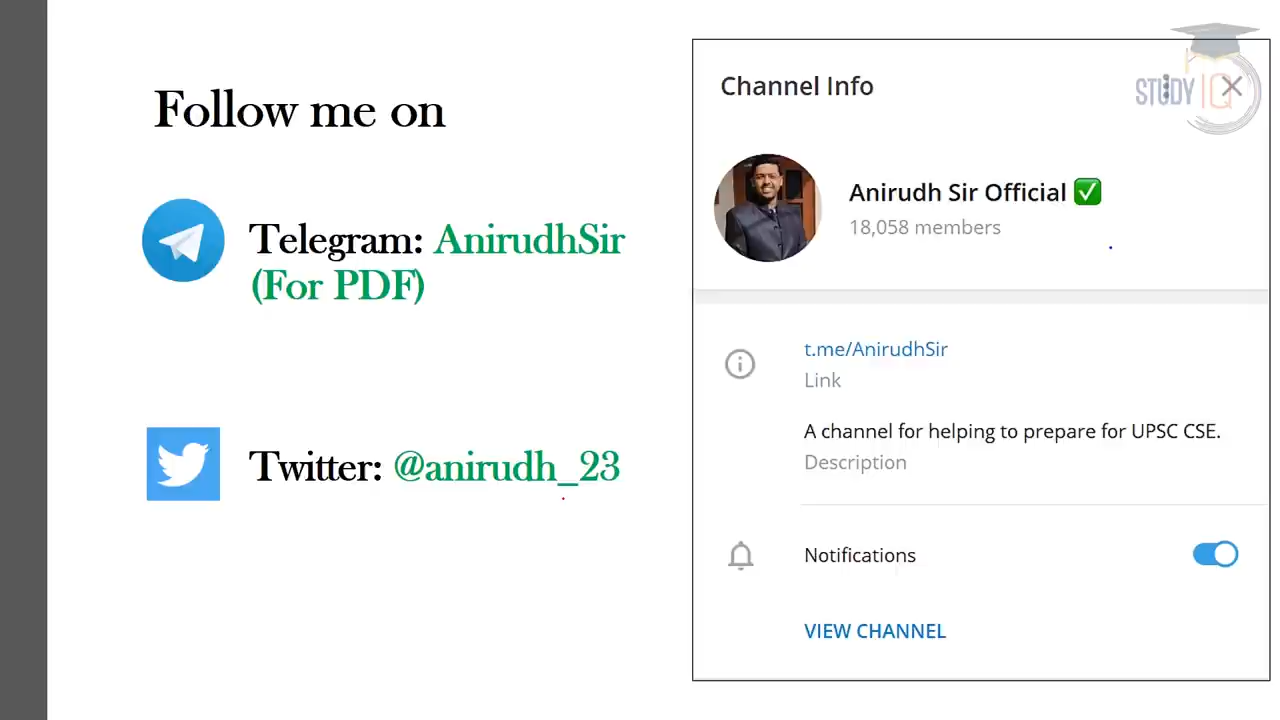 Follow me on
Telegram: AnirudhSir
(For PDF)
Twitter: @anirudh_23
STUDY IQ
Channel Info
Anirudh Sir Official
18,058 members
t.me/AnirudhSir
Link
A channel for helping to prepare for UPSC CSE.
Description
Notifications
VIEW CHANNEL